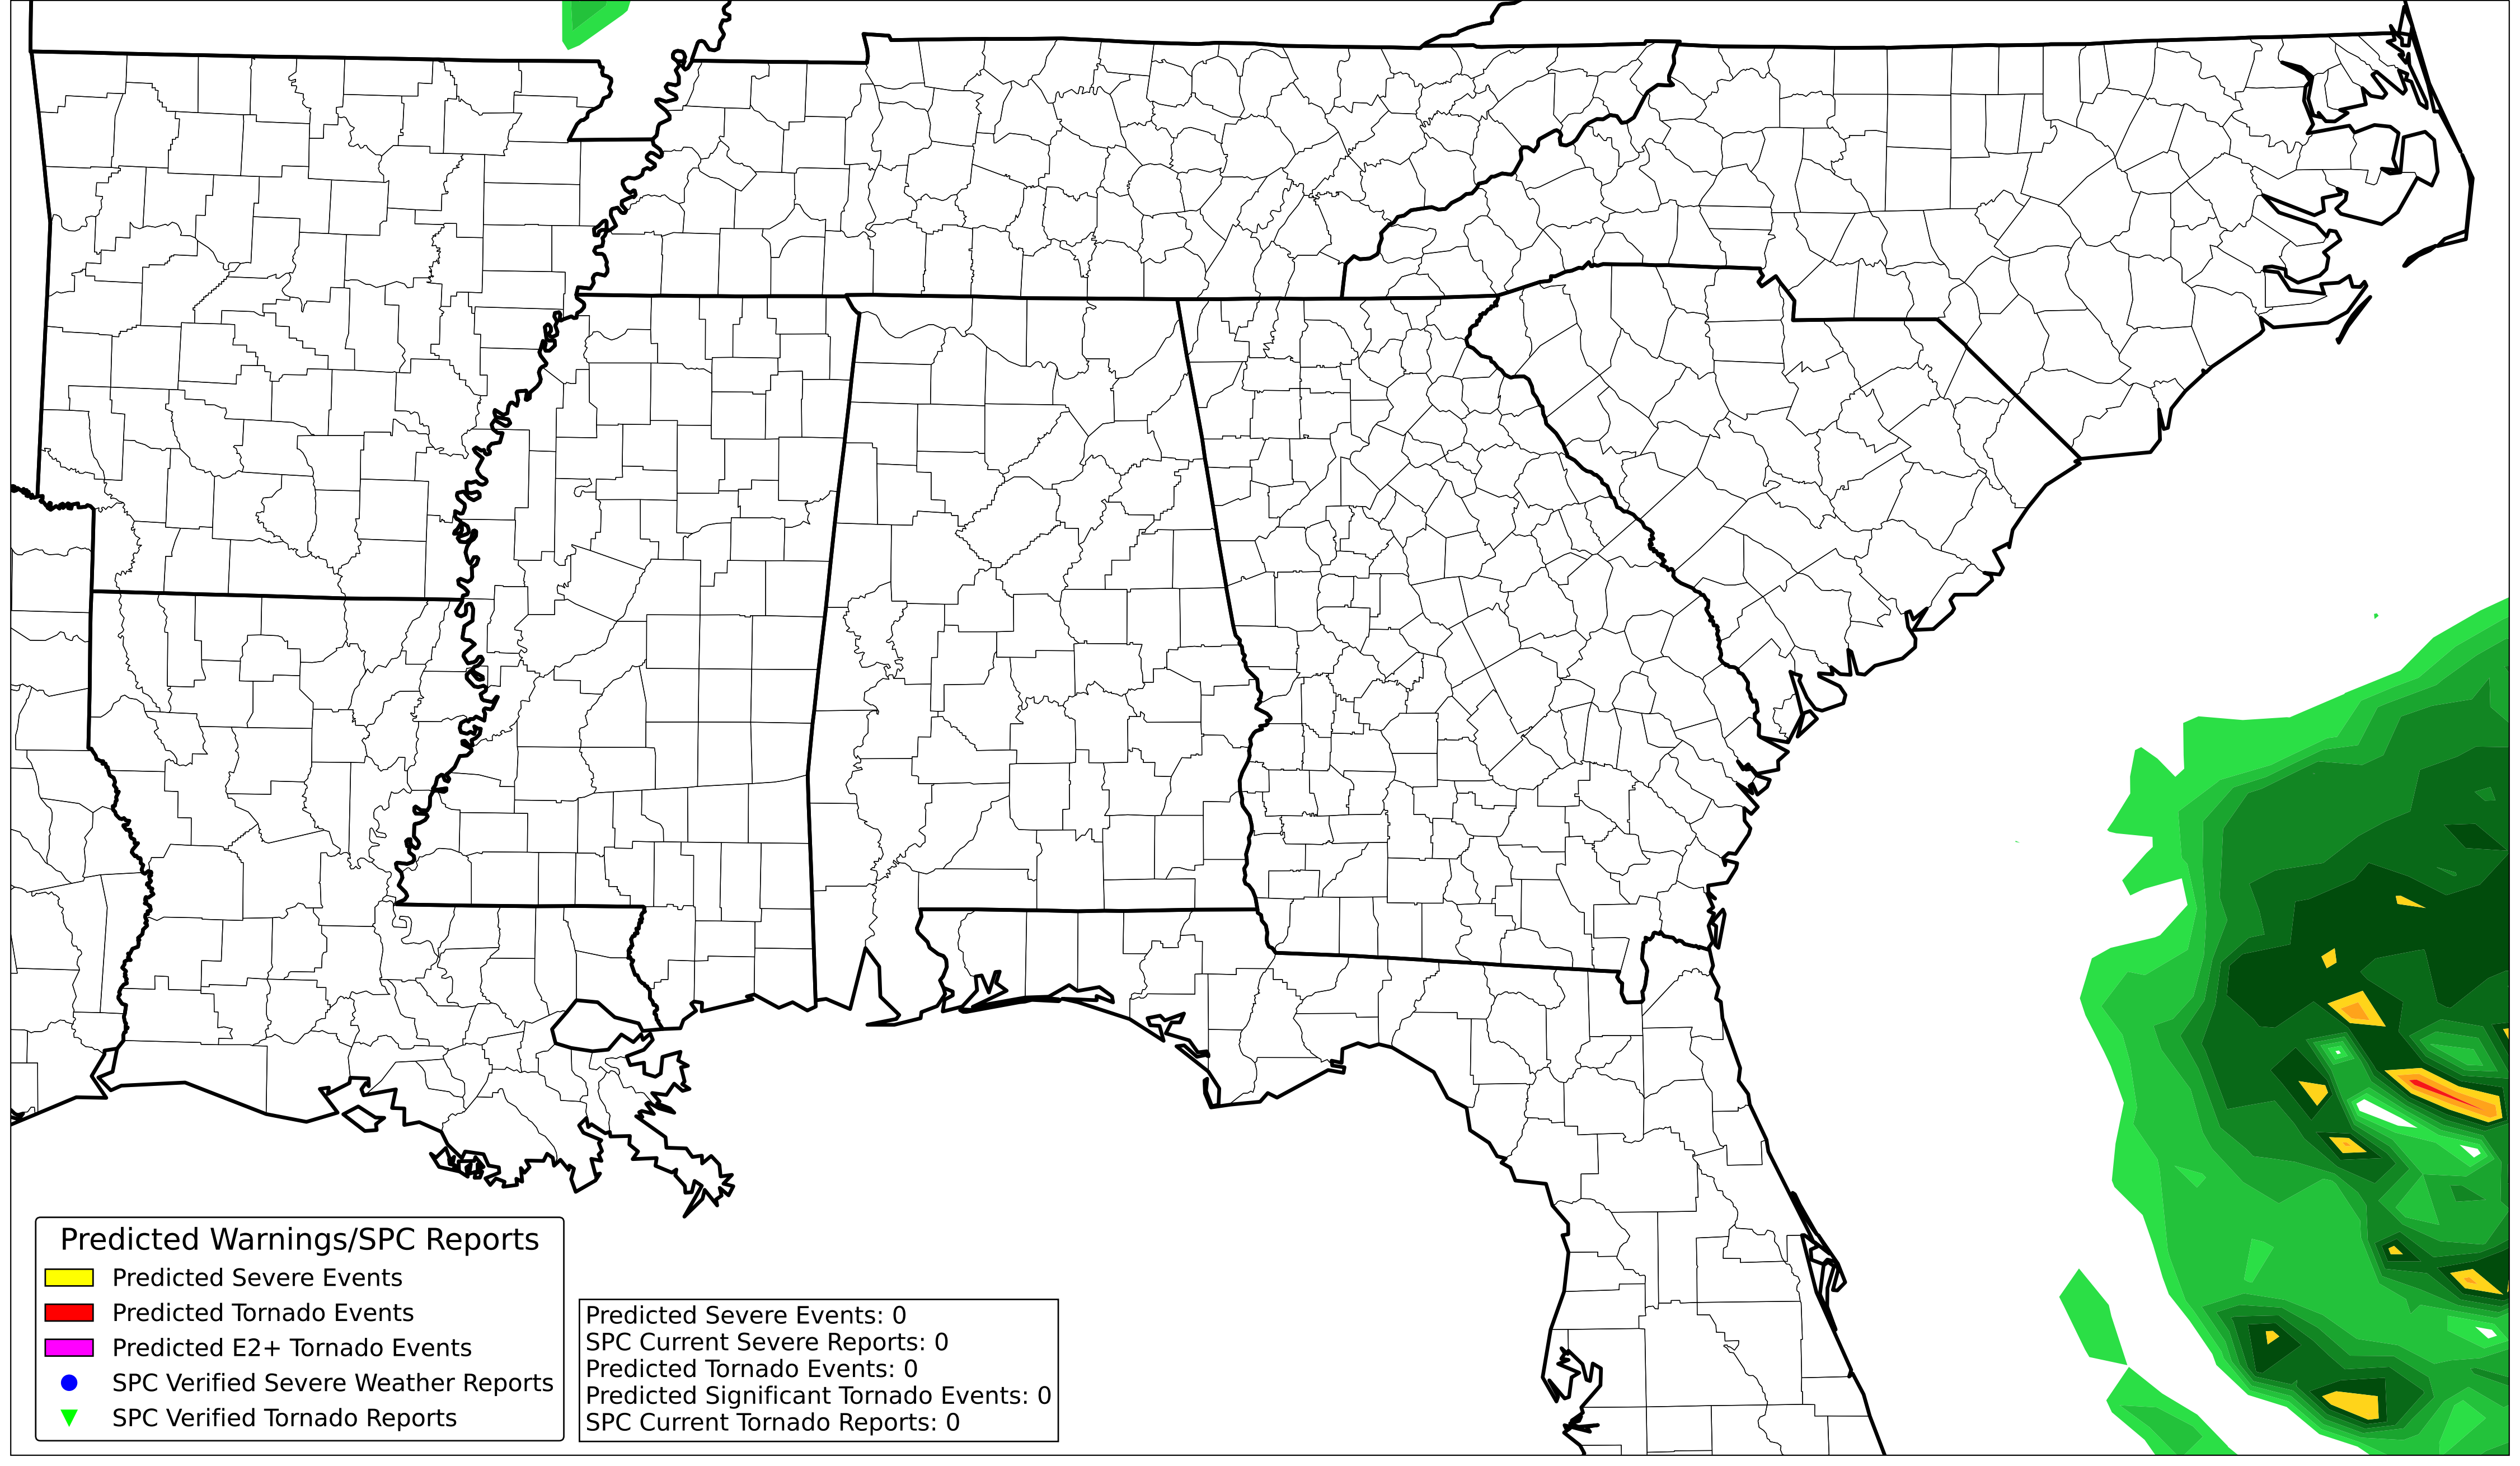 Predicted Warnings/SPC Reports
Predicted Severe Events
Predicted Tornado Events
Predicted E2+ Tornado Events
SPC Verified Severe Weather Reports
SPC Verified Tornado Reports
Predicted Severe Events: 0
SPC Current Severe Reports: 0
Predicted Tornado Events: 0
Predicted Significant Tornado Events: 0
SPC Current Tornado Reports: 0